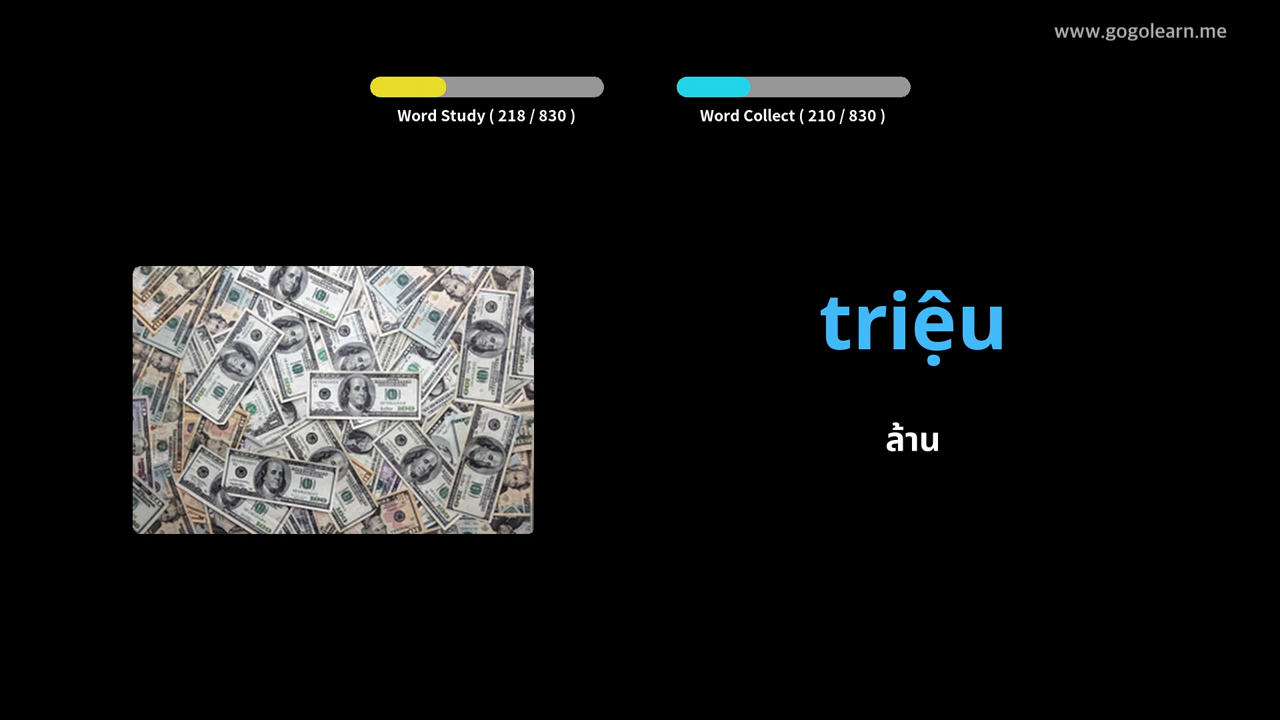 www.gogolearn.me
Word Study ( 218 / 830 )
Word Collect ( 210 / 830 )
triệu
ล้าน